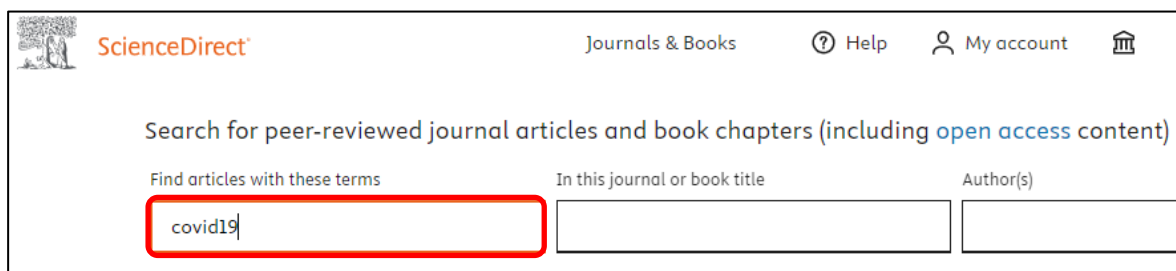 ScienceDirect®
Journals & Books
Help
My account
Search for peer-reviewed journal articles and book chapters (including open access content)
Find articles with these terms
In this journal or book title
Author(s)
covid19